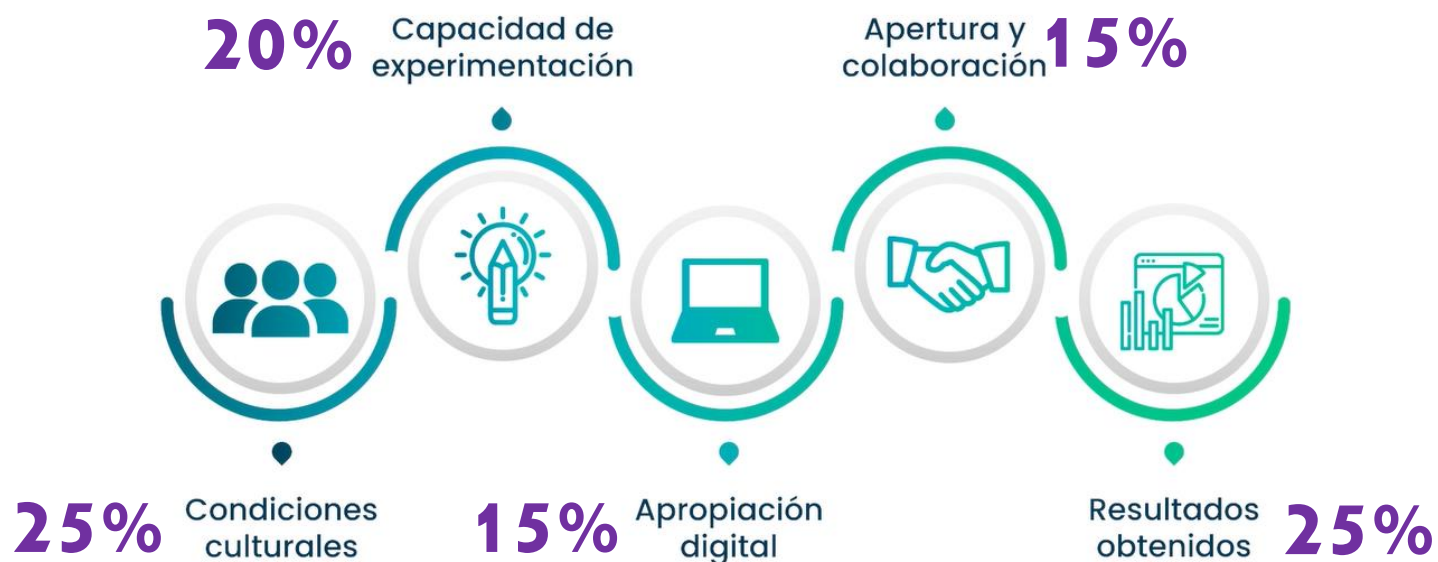 20%
Capacidad de
experimentación
Apertura y
colaboración
15%
25%
Condiciones
culturales
15%
Apropiación
digital
Resultados
obtenidos
25%